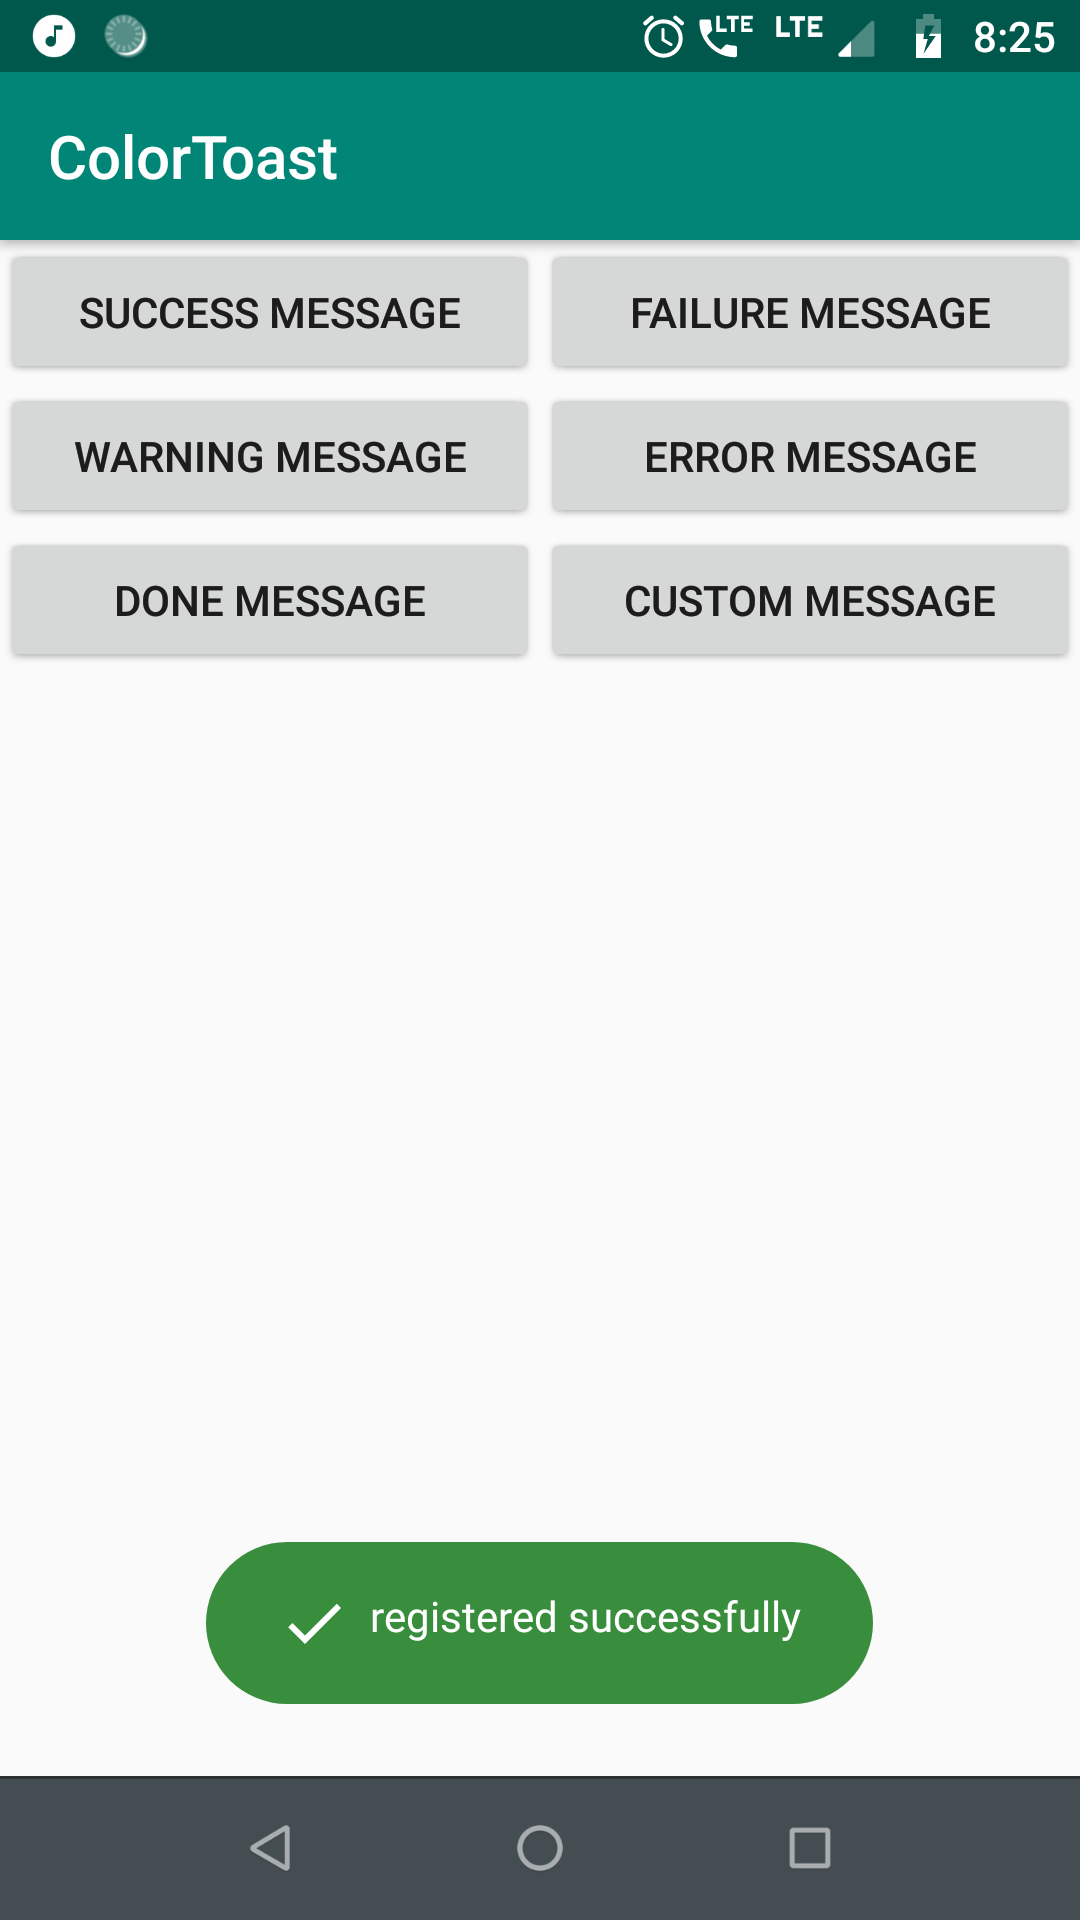 LTE LTE 8:25
ColorToast
SUCCESS MESSAGE FAILURE MESSAGE
WARNING MESSAGE ERROR MESSAGE
DONE MESSAGE CUSTOM MESSAGE
registered successfully